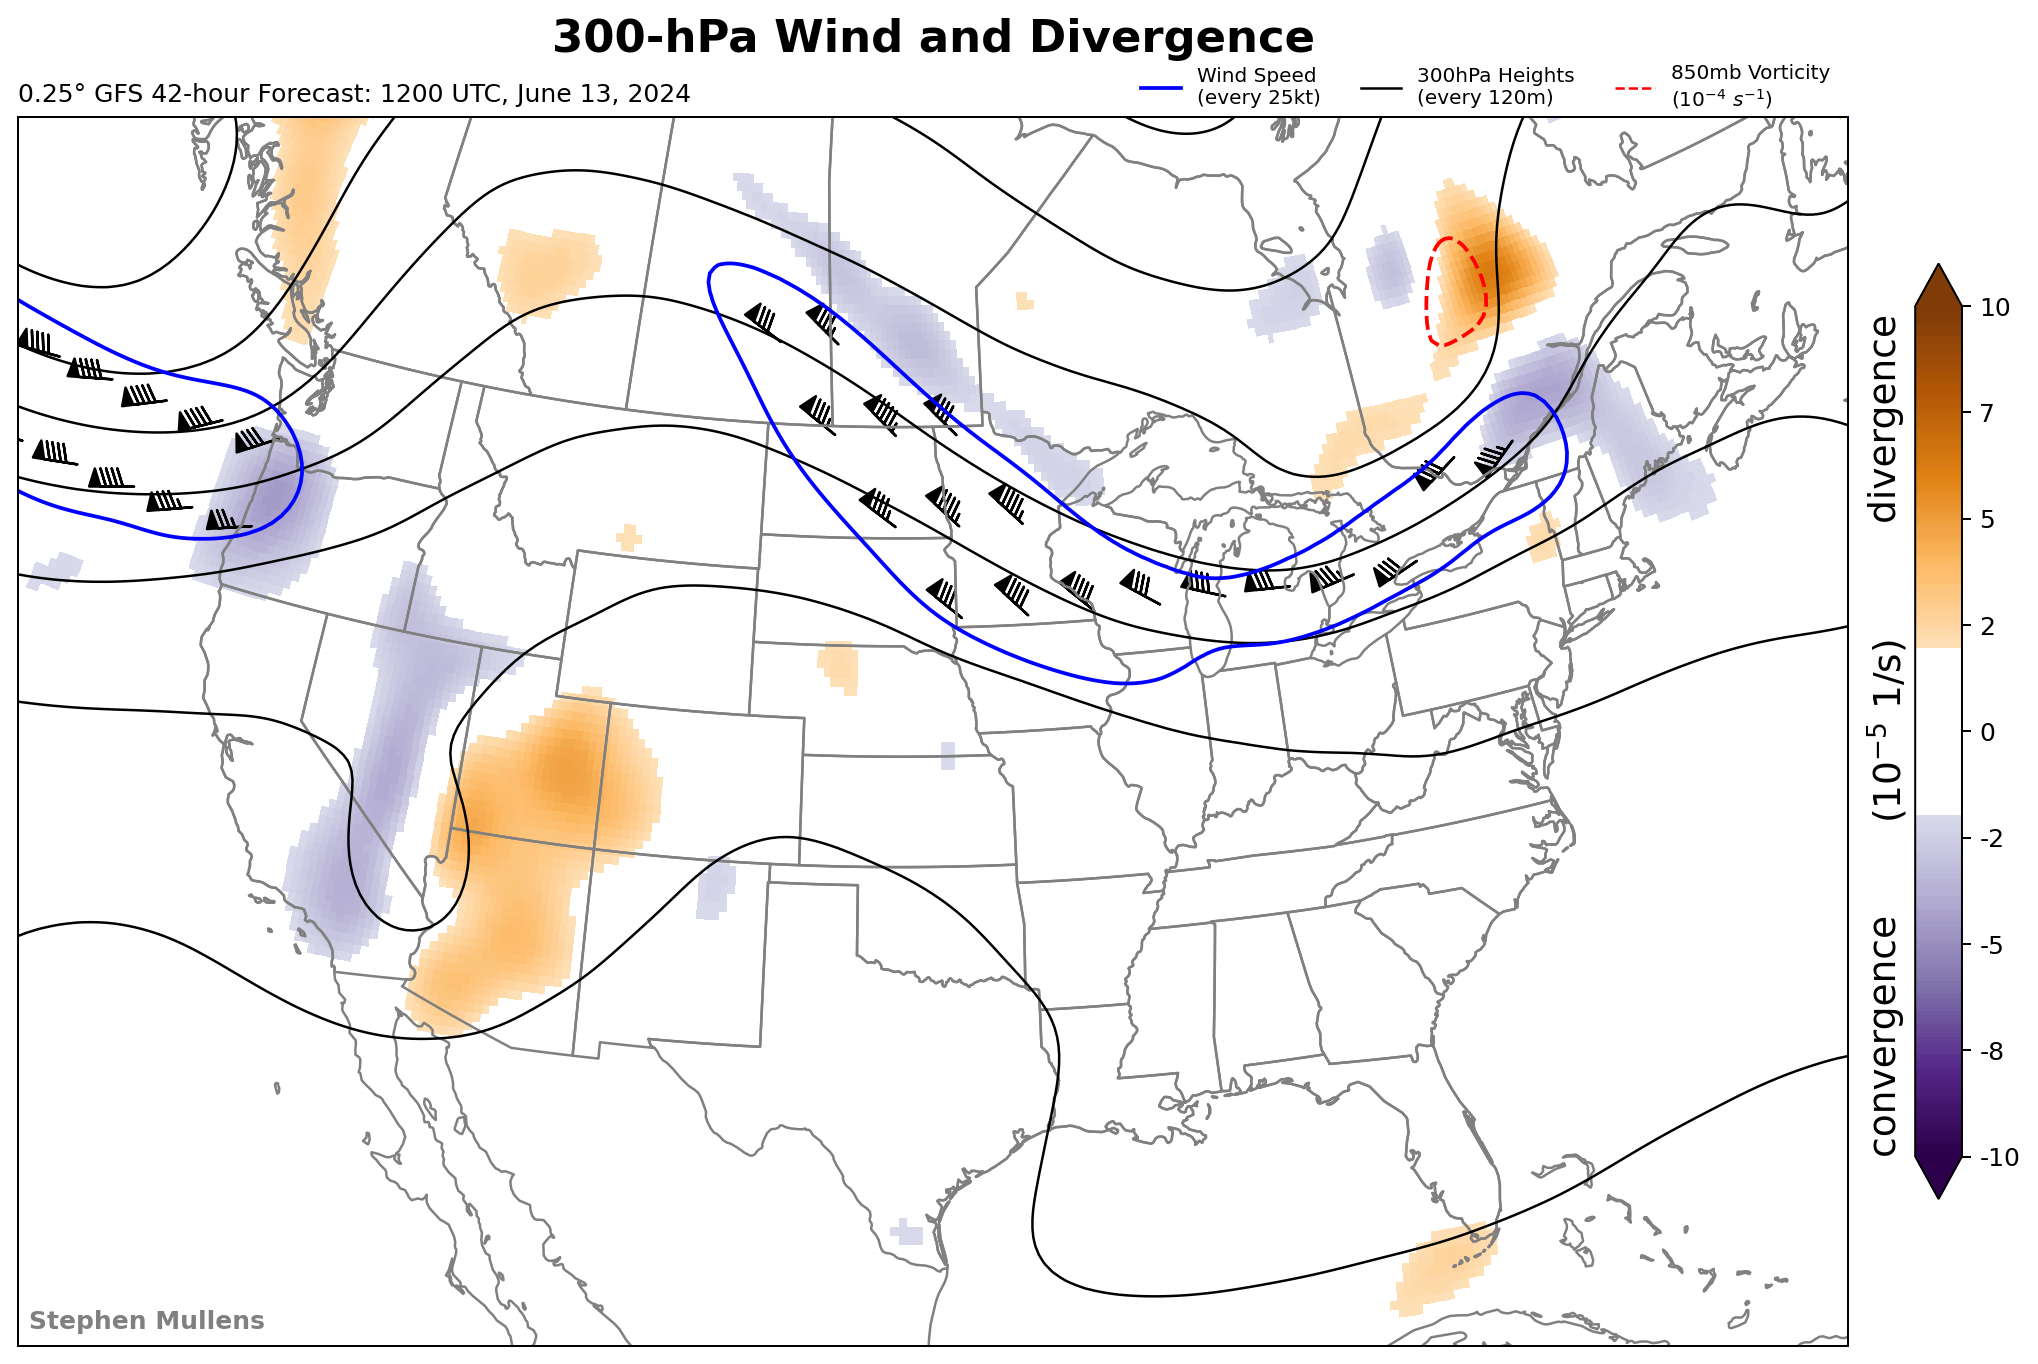 300-hPa Wind and Divergence
0.25° GFS 42-hour Forecast: 1200 UTC, June 13, 2024
Wind Speed
(every 25kt)
300hPa Heights
(every 120m)
850mb Vorticity
(10⁻⁴ s⁻¹)
10
7
5
2
0
-2
-5
-8
-10
convergence (10⁻⁵ 1/s) divergence
Stephen Mullens